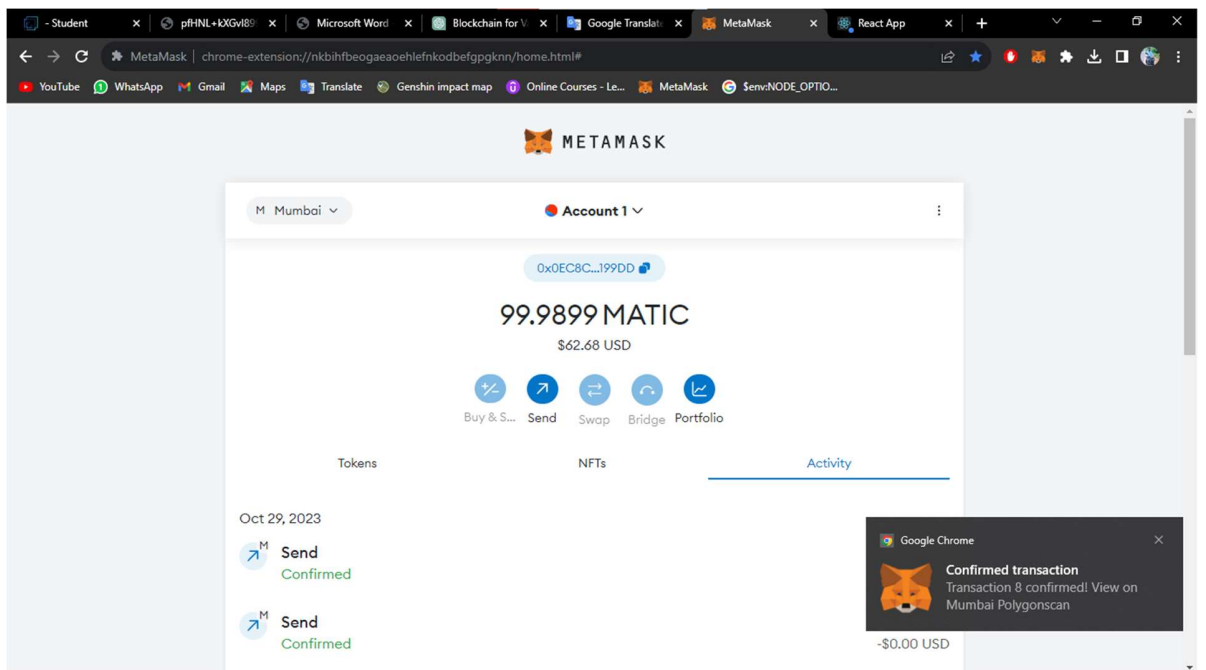 - Student
pfHNL+kXGvI89
Microsoft Word
Blockchain for V
Google Translate
MetaMask
React App
MetaMask | chrome-extension://nkbihfbeogaeaoehlefnkodbefgpgknn/home.html#
YouTube
WhatsApp
Gmail
Maps
Translate
Genshin impact map
Online Courses - Le...
MetaMask
$env:NODE_OPTIO...
METAMASK
M Mumbai
Account 1
0x0EC8C...199DD
99.9899 MATIC
$62.68 USD
Buy & S...
Send
Swap
Bridge
Portfolio
Tokens
NFTs
Activity
Oct 29, 2023
M
Send
Confirmed
M
Send
Confirmed
-$0.00 USD
Google Chrome
Confirmed transaction
Transaction 8 confirmed! View on
Mumbai Polygonscan